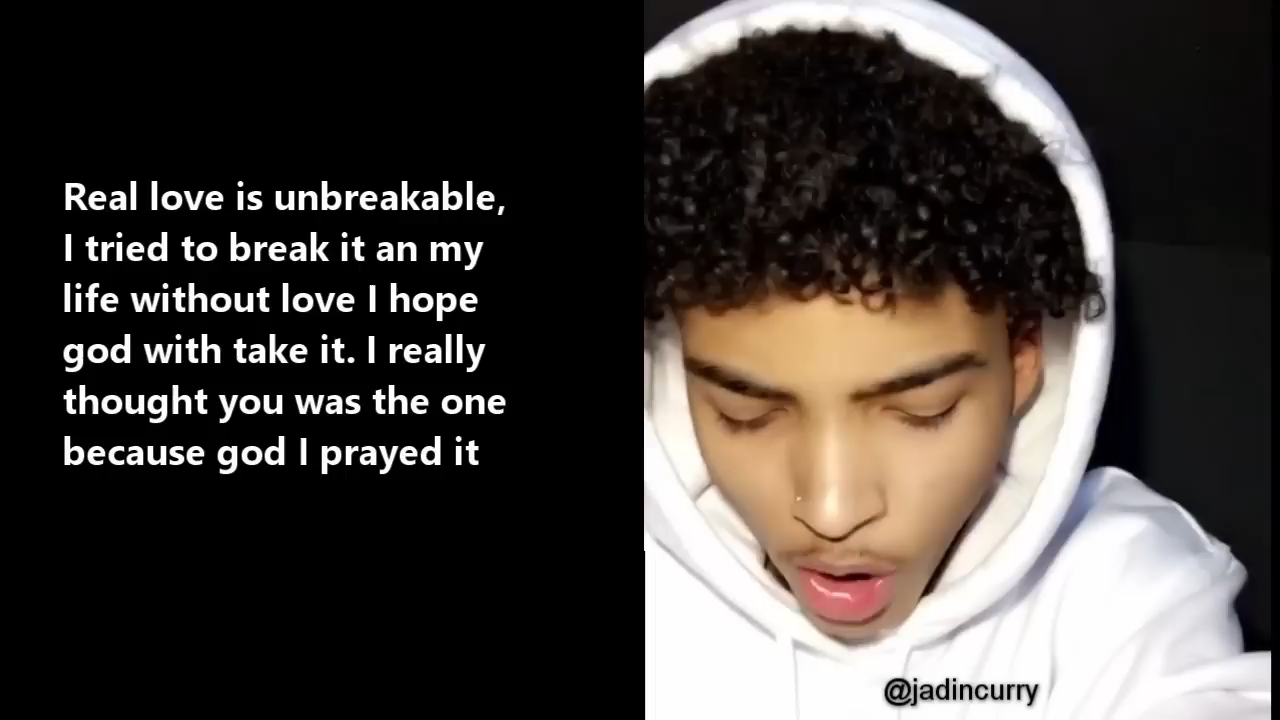 Real love is unbreakable,
I tried to break it an my
life without love I hope
god with take it. I really
thought you was the one
because god I prayed it
@jadincurry